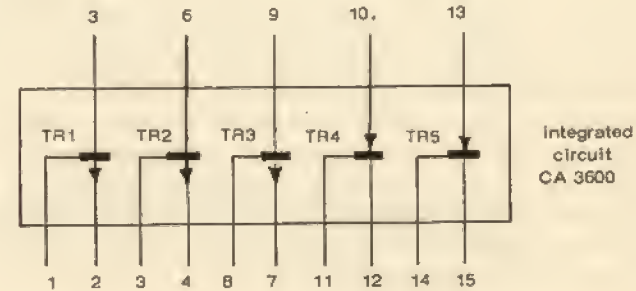 3 6 9 10. 13
TR1 TR2 TR3 TR4 TR5
integrated
circuit
CA 3600
1 2 3 4 8 7 11 12 14 15